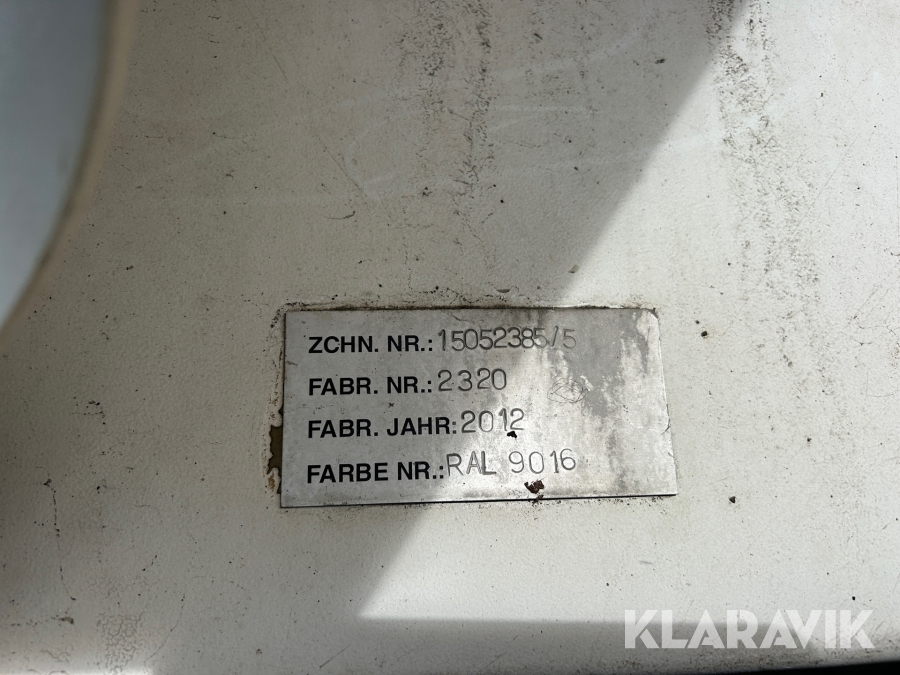 ZCHN. NR.: 15052385/5
FABR. NR.: 2320
FABR. JAHR: 2012
FARBE NR.: RAL 9016
KLARAVIK